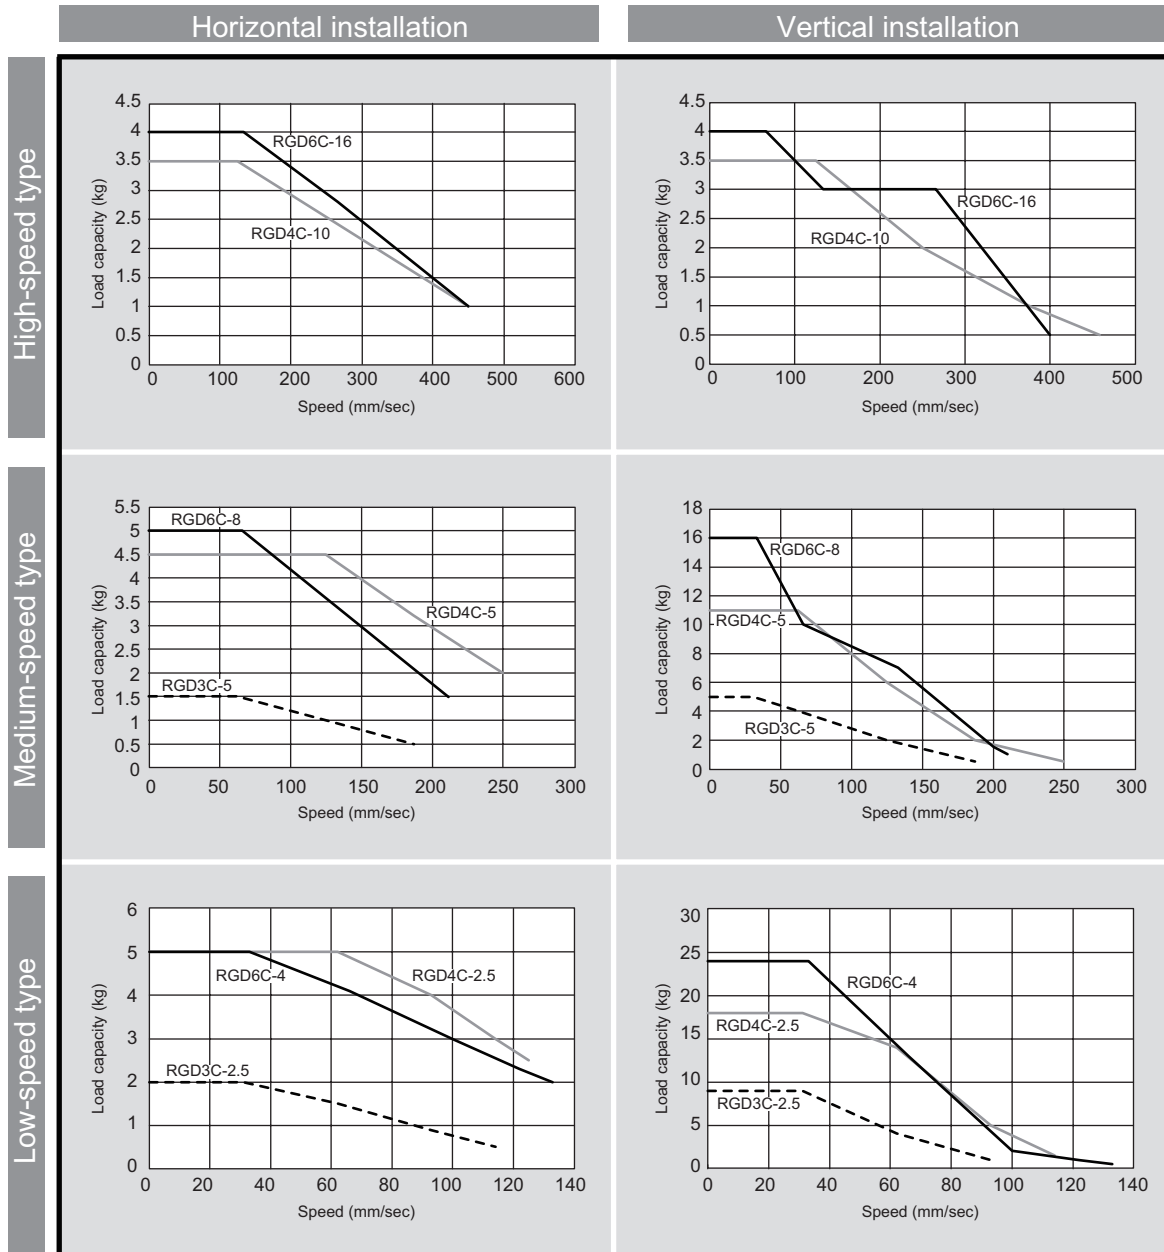 Horizontal installation
Vertical installation
High-speed type
4.5
4
3.5
3
2.5
2
1.5
1
0.5
0
Load capacity (kg)
RGD6C-16
RGD4C-10
0 100 200 300 400 500 600
Speed (mm/sec)
4.5
4
3.5
3
2.5
2
1.5
1
0.5
0
Load capacity (kg)
RGD6C-16
RGD4C-10
0 100 200 300 400 500
Speed (mm/sec)
Medium-speed type
5.5
5
4.5
4
3.5
3
2.5
2
1.5
1
0.5
0
Load capacity (kg)
RGD6C-8
RGD4C-5
RGD3C-5
0 50 100 150 200 250 300
Speed (mm/sec)
18
16
14
12
10
8
6
4
2
0
Load capacity (kg)
RGD6C-8
RGD4C-5
RGD3C-5
0 50 100 150 200 250 300
Speed (mm/sec)
Low-speed type
6
5
4
3
2
1
0
Load capacity (kg)
RGD6C-4
RGD4C-2.5
RGD3C-2.5
0 20 40 60 80 100 120 140
Speed (mm/sec)
30
25
20
15
10
5
0
Load capacity (kg)
RGD6C-4
RGD4C-2.5
RGD3C-2.5
0 20 40 60 80 100 120 140
Speed (mm/sec)